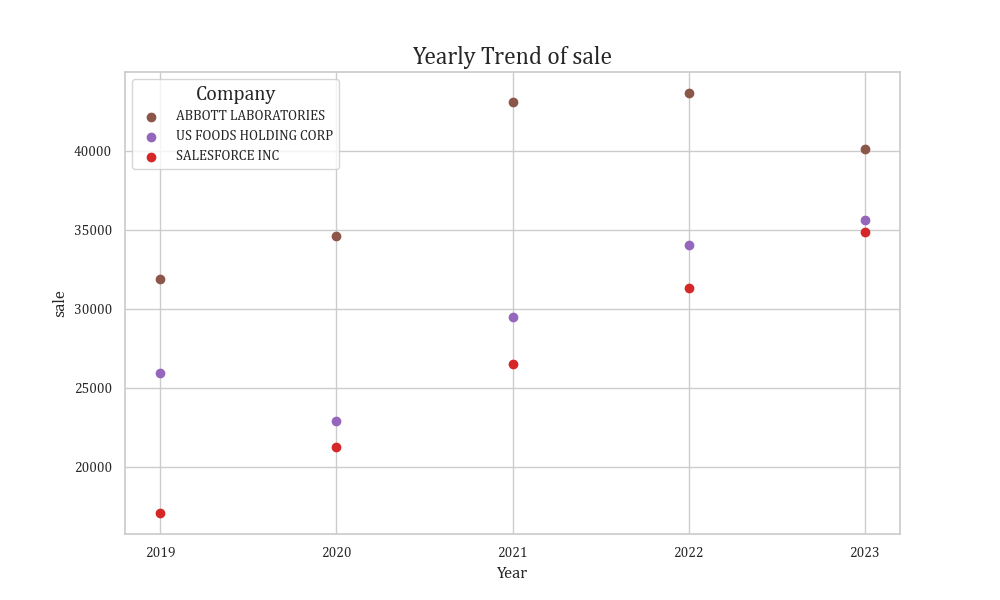 Yearly Trend of sale
Company
ABBOTT LABORATORIES
US FOODS HOLDING CORP
SALESFORCE INC
40000
35000
30000
25000
20000
sale
2019 2020 2021 2022 2023
Year